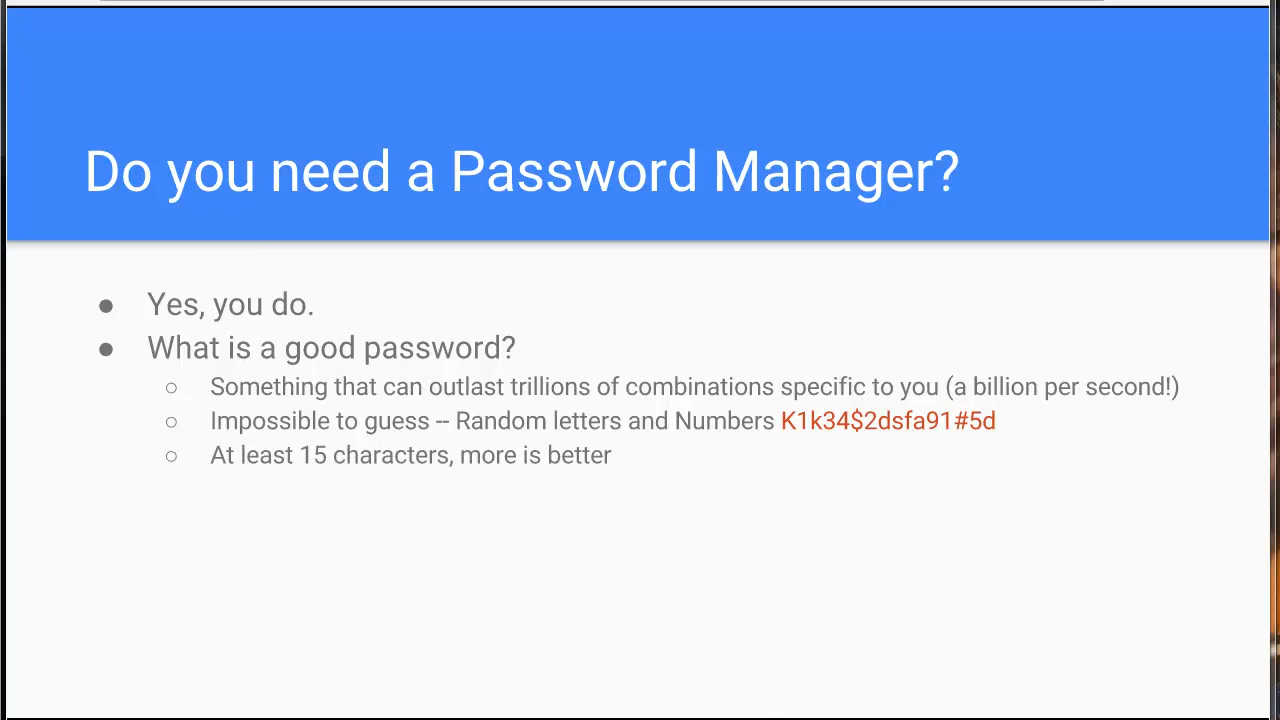 Do you need a Password Manager?
● Yes, you do.
● What is a good password?
○ Something that can outlast trillions of combinations specific to you (a billion per second!)
○ Impossible to guess -- Random letters and Numbers K1k34$2dsfa91#5d
○ At least 15 characters, more is better